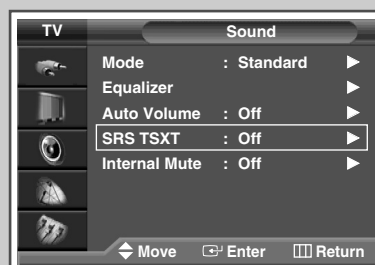 TV Sound
Mode : Standard
Equalizer
Auto Volume : Off
SRS TSXT : Off
Internal Mute : Off
Move Enter Return